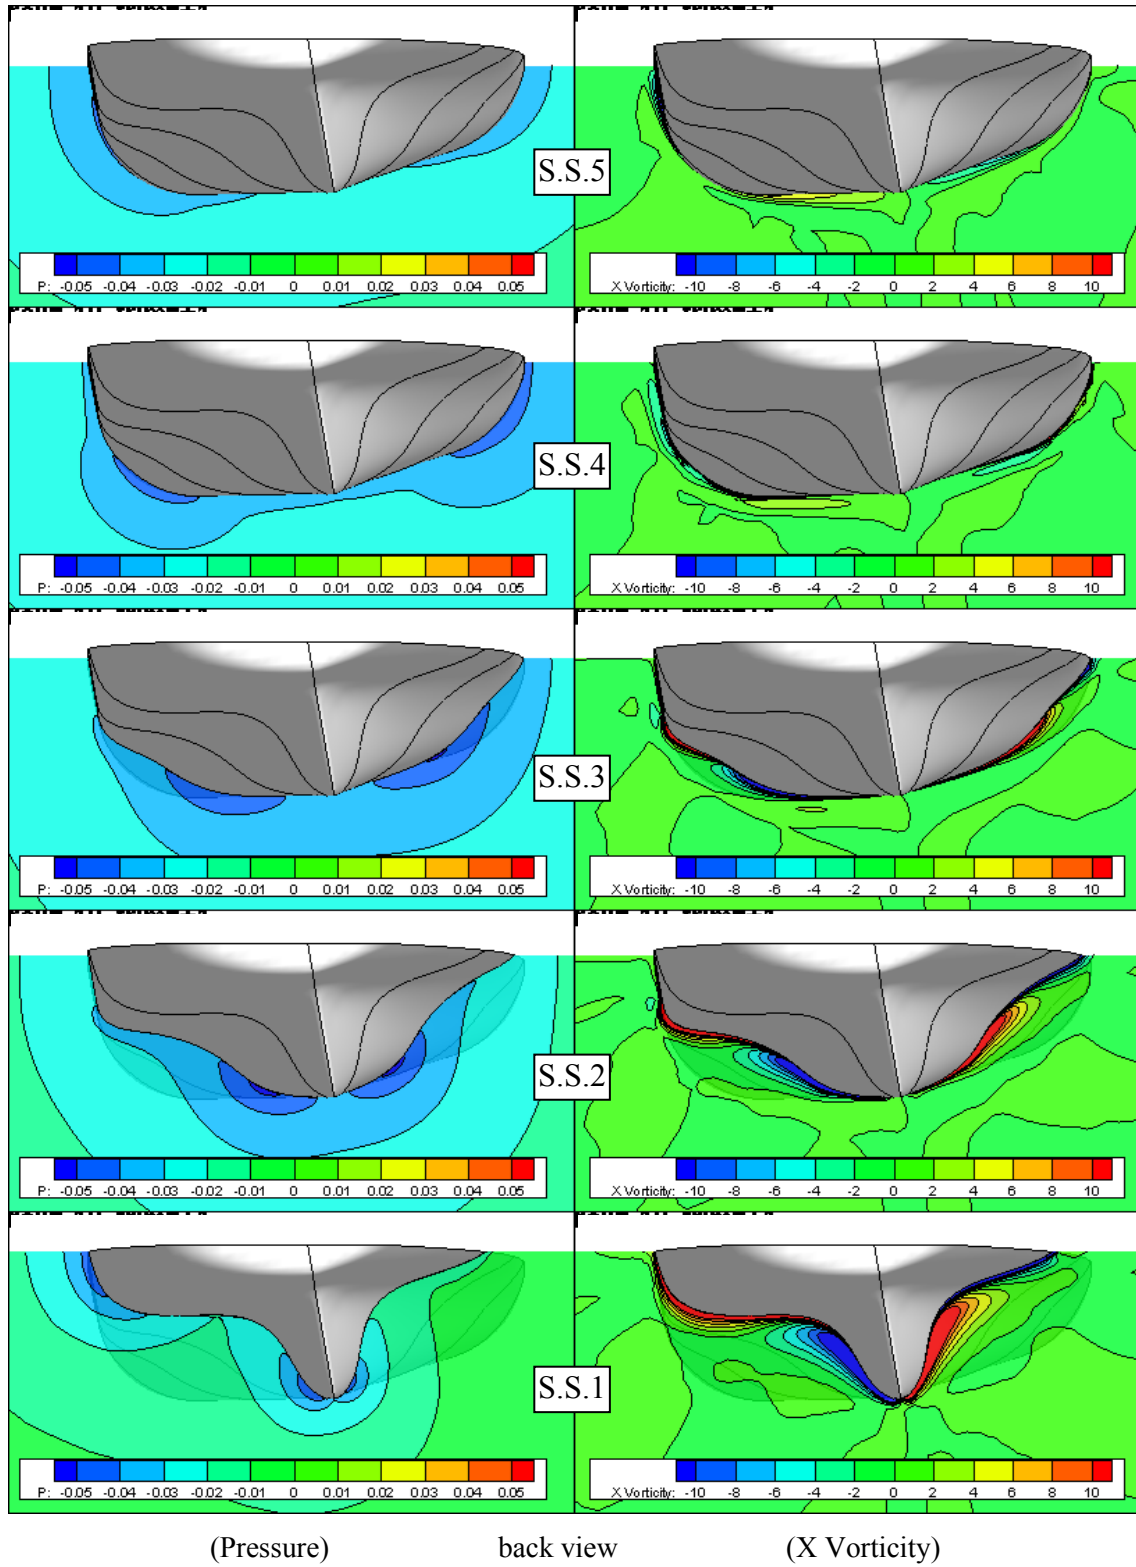 S.S.5
P: -0.05 -0.04 -0.03 -0.02 -0.01 0 0.01 0.02 0.03 0.04 0.05
X Vorticity: -10 -8 -6 -4 -2 0 2 4 6 8 10
S.S.4
P: -0.05 -0.04 -0.03 -0.02 -0.01 0 0.01 0.02 0.03 0.04 0.05
X Vorticity: -10 -8 -6 -4 -2 0 2 4 6 8 10
S.S.3
P: -0.05 -0.04 -0.03 -0.02 -0.01 0 0.01 0.02 0.03 0.04 0.05
X Vorticity: -10 -8 -6 -4 -2 0 2 4 6 8 10
S.S.2
P: -0.05 -0.04 -0.03 -0.02 -0.01 0 0.01 0.02 0.03 0.04 0.05
X Vorticity: -10 -8 -6 -4 -2 0 2 4 6 8 10
S.S.1
P: -0.05 -0.04 -0.03 -0.02 -0.01 0 0.01 0.02 0.03 0.04 0.05
X Vorticity: -10 -8 -6 -4 -2 0 2 4 6 8 10
(Pressure) back view (X Vorticity)